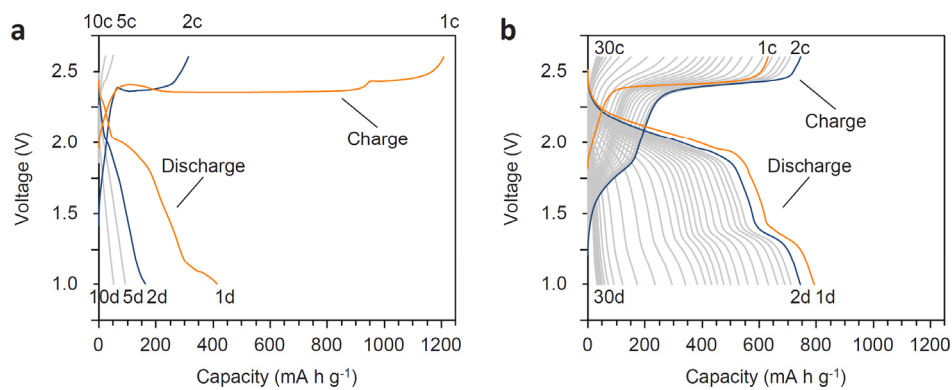 a
10c 5c 2c 1c
2.5
2.0
1.5
1.0
Voltage (V)
Charge
Discharge
10d 5d 2d 1d
0 200 400 600 800 1000 1200
Capacity (mA h g⁻¹)
b
30c 1c 2c
2.5
2.0
1.5
1.0
Voltage (V)
Charge
Discharge
30d 2d 1d
0 200 400 600 800 1000 1200
Capacity (mA h g⁻¹)